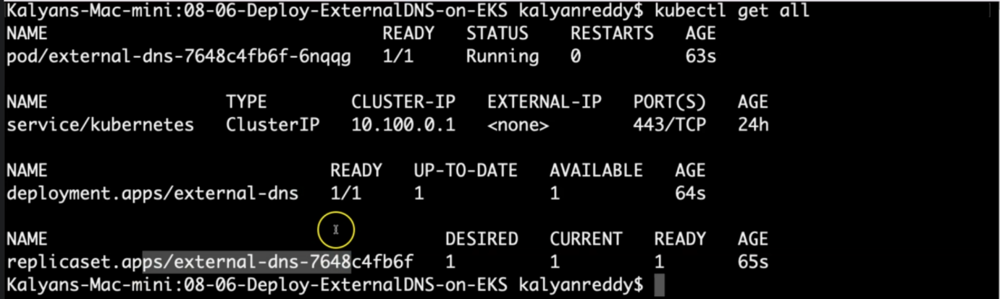 Kalyans-Mac-mini:08-06-Deploy-ExternalDNS-on-EKS kalyanreddy$ kubectl get all
NAME READY STATUS RESTARTS AGE
pod/external-dns-7648c4fb6f-6nqqg 1/1 Running 0 63s
NAME TYPE CLUSTER-IP EXTERNAL-IP PORT(S) AGE
service/kubernetes ClusterIP 10.100.0.1 <none> 443/TCP 24h
NAME READY UP-TO-DATE AVAILABLE AGE
deployment.apps/external-dns 1/1 1 1 64s
NAME DESIRED CURRENT READY AGE
replicaset.apps/external-dns-7648c4fb6f 1 1 1 65s
Kalyans-Mac-mini:08-06-Deploy-ExternalDNS-on-EKS kalyanreddy$